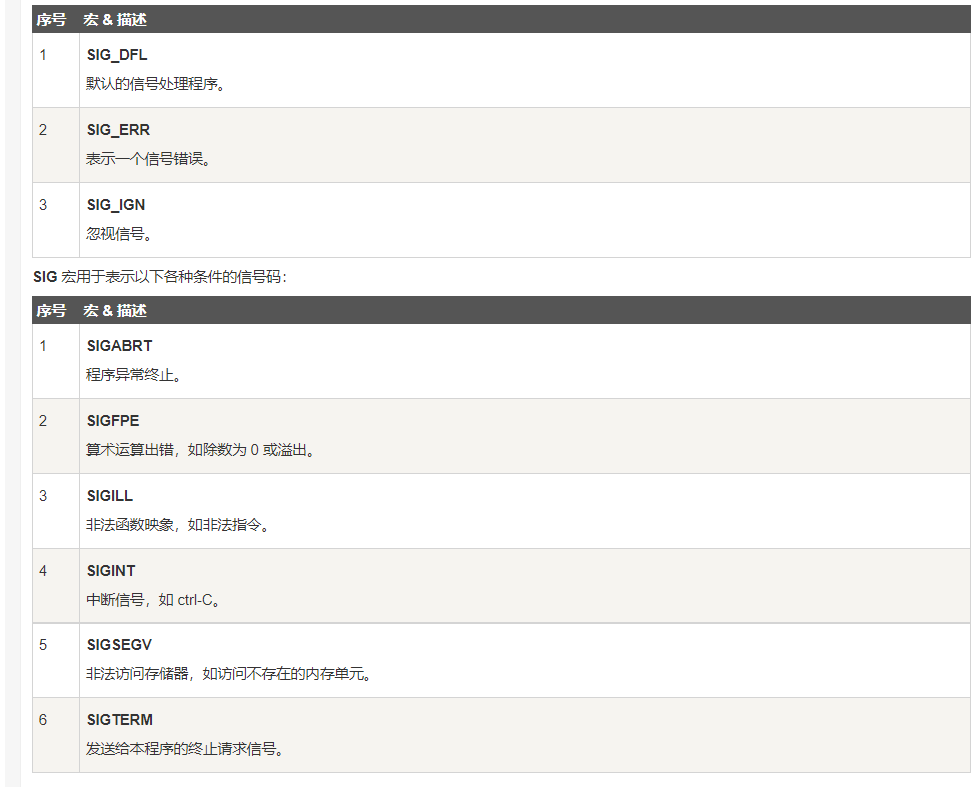 序号 宏 & 描述
1 SIG_DFL
默认的信号处理程序。
2 SIG_ERR
表示一个信号错误。
3 SIG_IGN
忽视信号。
SIG 宏用于表示以下各种条件的信号码：
序号 宏 & 描述
1 SIGABRT
程序异常终止。
2 SIGFPE
算术运算出错，如除数为 0 或溢出。
3 SIGILL
非法函数映象，如非法指令。
4 SIGINT
中断信号，如 ctrl-C。
5 SIGSEGV
非法访问存储器，如访问不存在的内存单元。
6 SIGTERM
发送给本程序的终止请求信号。